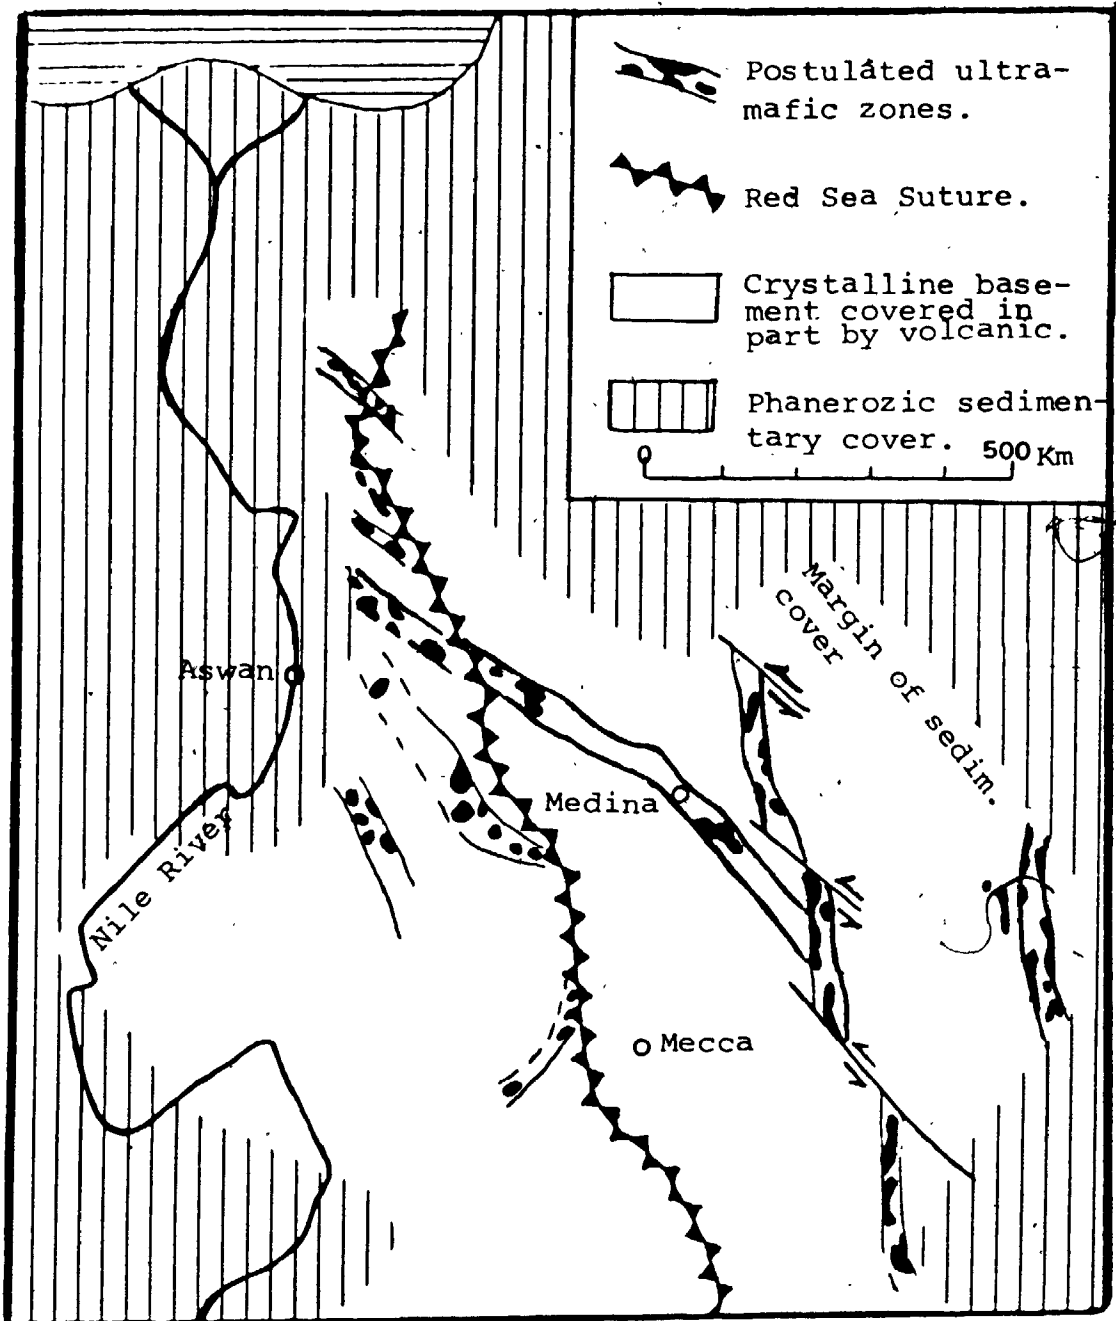 Postulated ultra-
mafic zones.
Red Sea Suture.
Crystalline base-
ment covered in
part by volcanic.
Phanerozic sedimen-
tary cover.
0 500 Km
Margin of sedim.
cover
Aswan
Medina
Nile River
Mecca